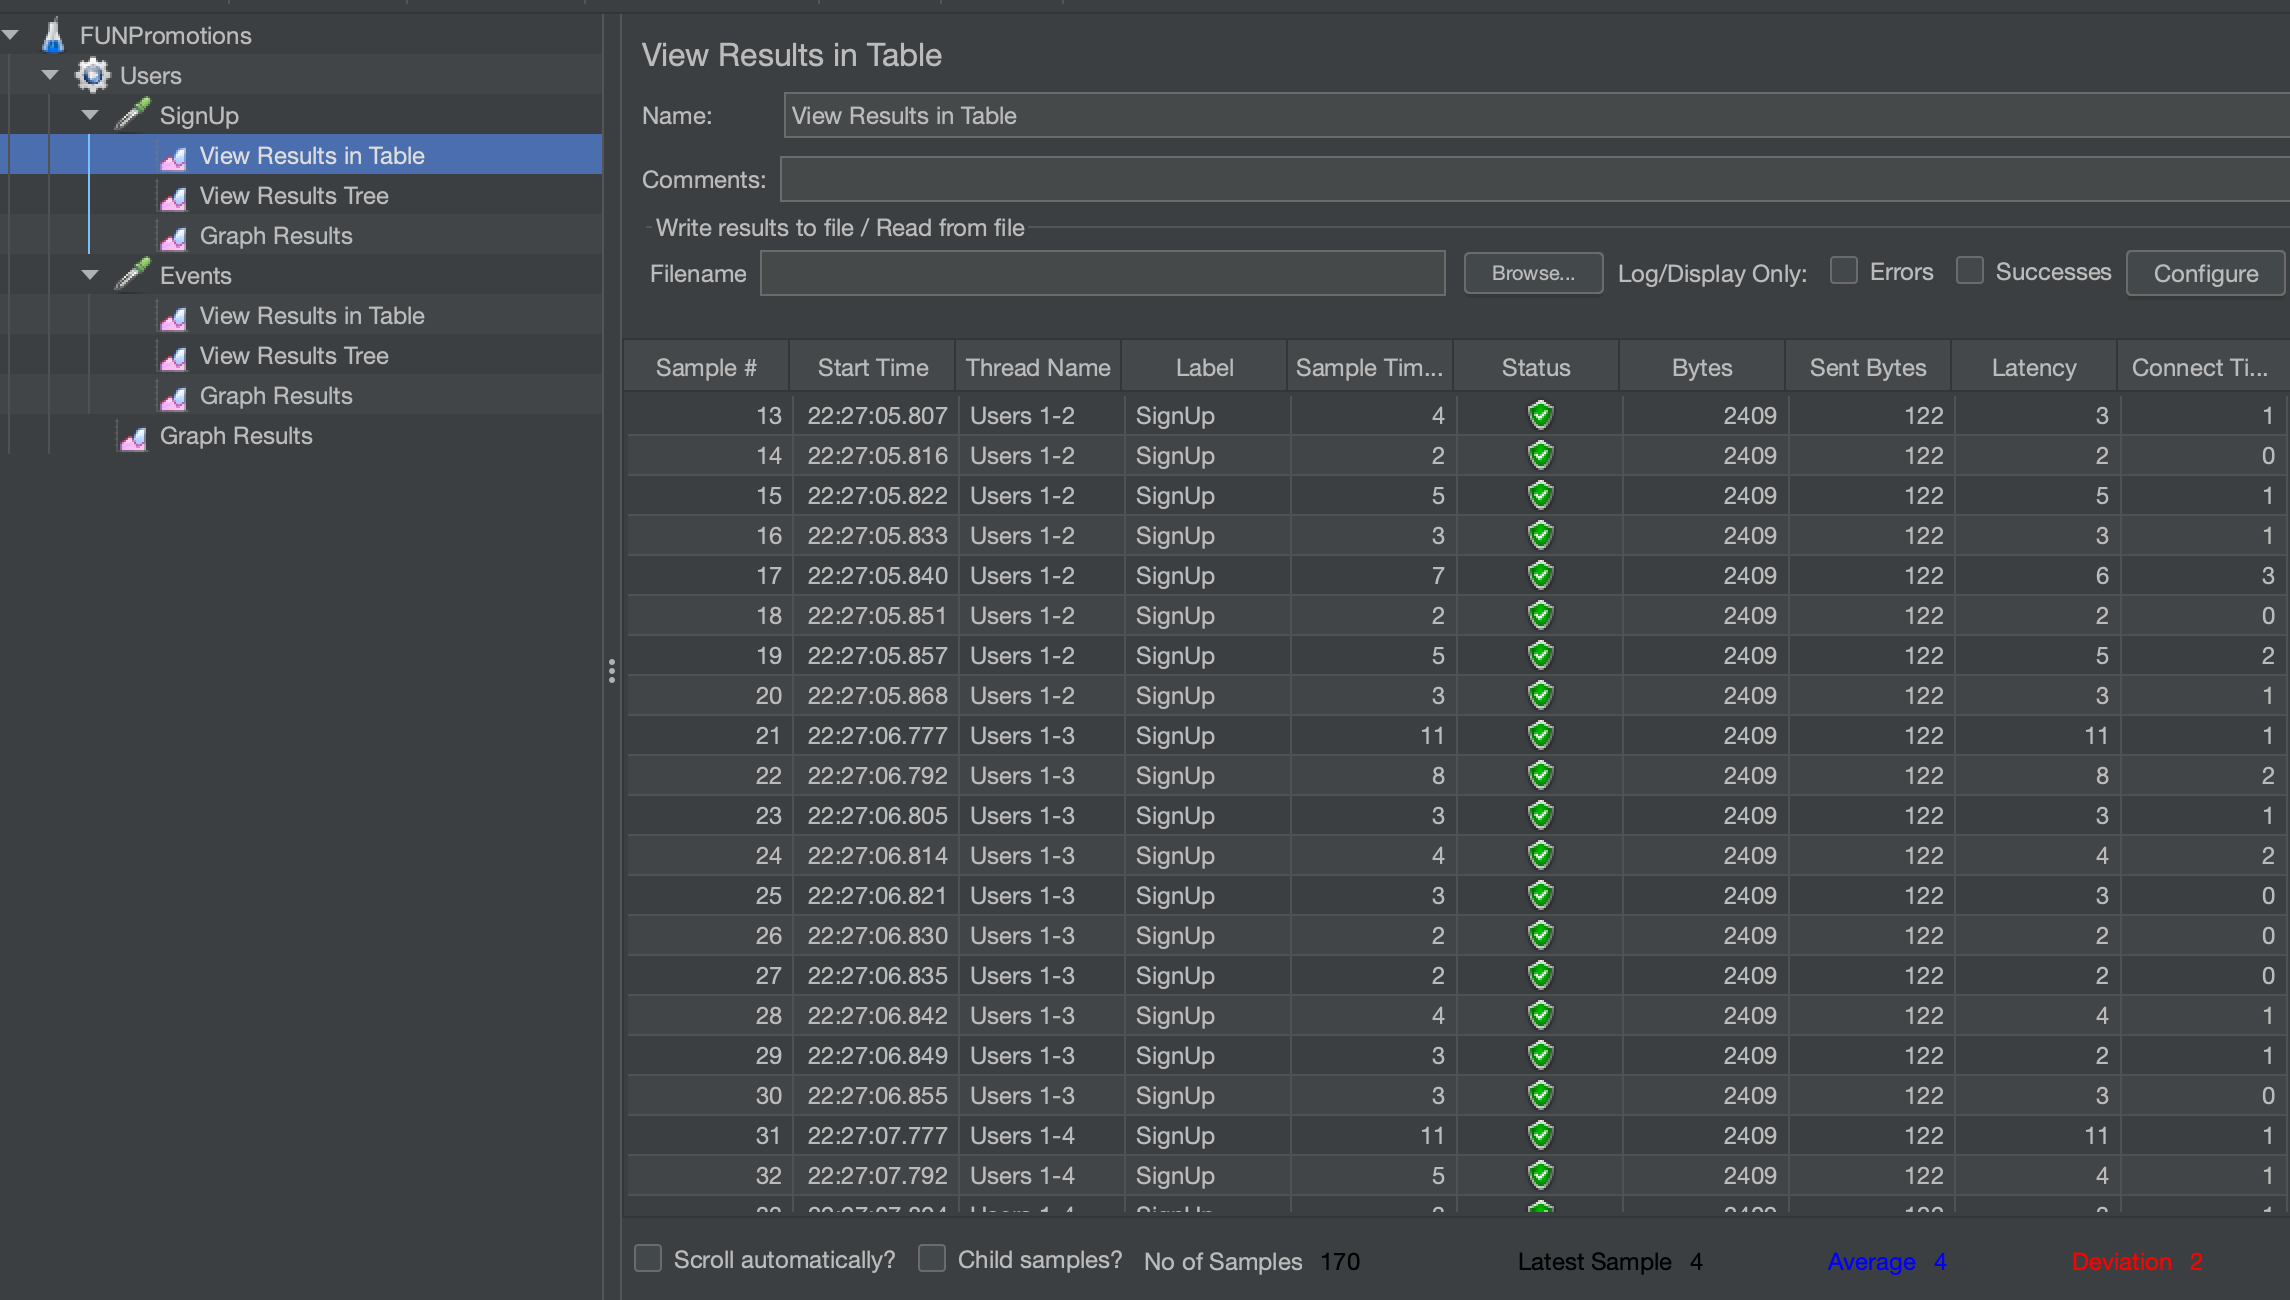 FUNPromotions
Users
SignUp
View Results in Table
View Results Tree
Graph Results
Events
View Results in Table
View Results Tree
Graph Results
Graph Results
View Results in Table
Name: View Results in Table
Comments:
Write results to file / Read from file
Filename Browse... Log/Display Only: Errors Successes Configure
Sample # Start Time Thread Name Label Sample Tim... Status Bytes Sent Bytes Latency Connect Ti...
13 22:27:05.807 Users 1-2 SignUp 4 2409 122 3 1
14 22:27:05.816 Users 1-2 SignUp 2 2409 122 2 0
15 22:27:05.822 Users 1-2 SignUp 5 2409 122 5 1
16 22:27:05.833 Users 1-2 SignUp 3 2409 122 3 1
17 22:27:05.840 Users 1-2 SignUp 7 2409 122 6 3
18 22:27:05.851 Users 1-2 SignUp 2 2409 122 2 0
19 22:27:05.857 Users 1-2 SignUp 5 2409 122 5 2
20 22:27:05.868 Users 1-2 SignUp 3 2409 122 3 1
21 22:27:06.777 Users 1-3 SignUp 11 2409 122 11 1
22 22:27:06.792 Users 1-3 SignUp 8 2409 122 8 2
23 22:27:06.805 Users 1-3 SignUp 3 2409 122 3 1
24 22:27:06.814 Users 1-3 SignUp 4 2409 122 4 2
25 22:27:06.821 Users 1-3 SignUp 3 2409 122 3 0
26 22:27:06.830 Users 1-3 SignUp 2 2409 122 2 0
27 22:27:06.835 Users 1-3 SignUp 2 2409 122 2 0
28 22:27:06.842 Users 1-3 SignUp 4 2409 122 4 1
29 22:27:06.849 Users 1-3 SignUp 3 2409 122 2 1
30 22:27:06.855 Users 1-3 SignUp 3 2409 122 3 0
31 22:27:07.777 Users 1-4 SignUp 11 2409 122 11 1
32 22:27:07.792 Users 1-4 SignUp 5 2409 122 4 1
Scroll automatically? Child samples? No of Samples 170 Latest Sample 4 Average 4 Deviation 2